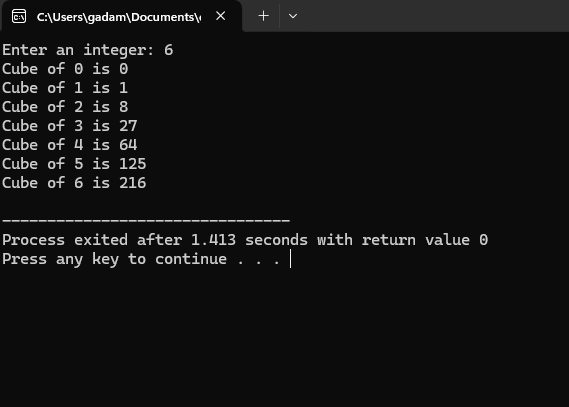 C:\Users\gadam\Documents\
Enter an integer: 6
Cube of 0 is 0
Cube of 1 is 1
Cube of 2 is 8
Cube of 3 is 27
Cube of 4 is 64
Cube of 5 is 125
Cube of 6 is 216
--------------------------------
Process exited after 1.413 seconds with return value 0
Press any key to continue . . .